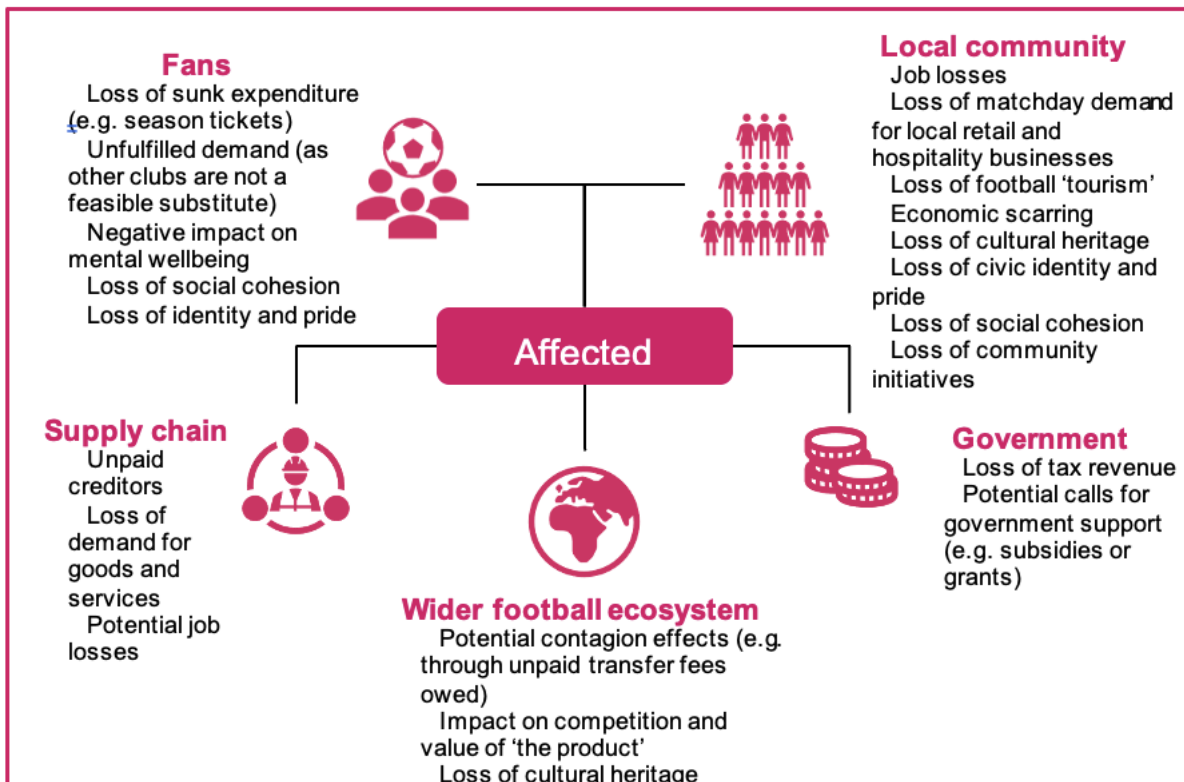 Fans
Loss of sunk expenditure
(e.g. season tickets)
Unfulfilled demand (as
other clubs are not a
feasible substitute)
Negative impact on
mental wellbeing
Loss of social cohesion
Loss of identity and pride
Local community
Job losses
Loss of matchday demand
for local retail and
hospitality businesses
Loss of football ‘tourism’
Economic scarring
Loss of cultural heritage
Loss of civic identity and
pride
Loss of social cohesion
Loss of community
initiatives
Affected
Supply chain
Unpaid
creditors
Loss of
demand for
goods and
services
Potential job
losses
Wider football ecosystem
Potential contagion effects (e.g.
through unpaid transfer fees
owed)
Impact on competition and
value of ‘the product’
Loss of cultural heritage
Government
Loss of tax revenue
Potential calls for
government support
(e.g. subsidies or
grants)